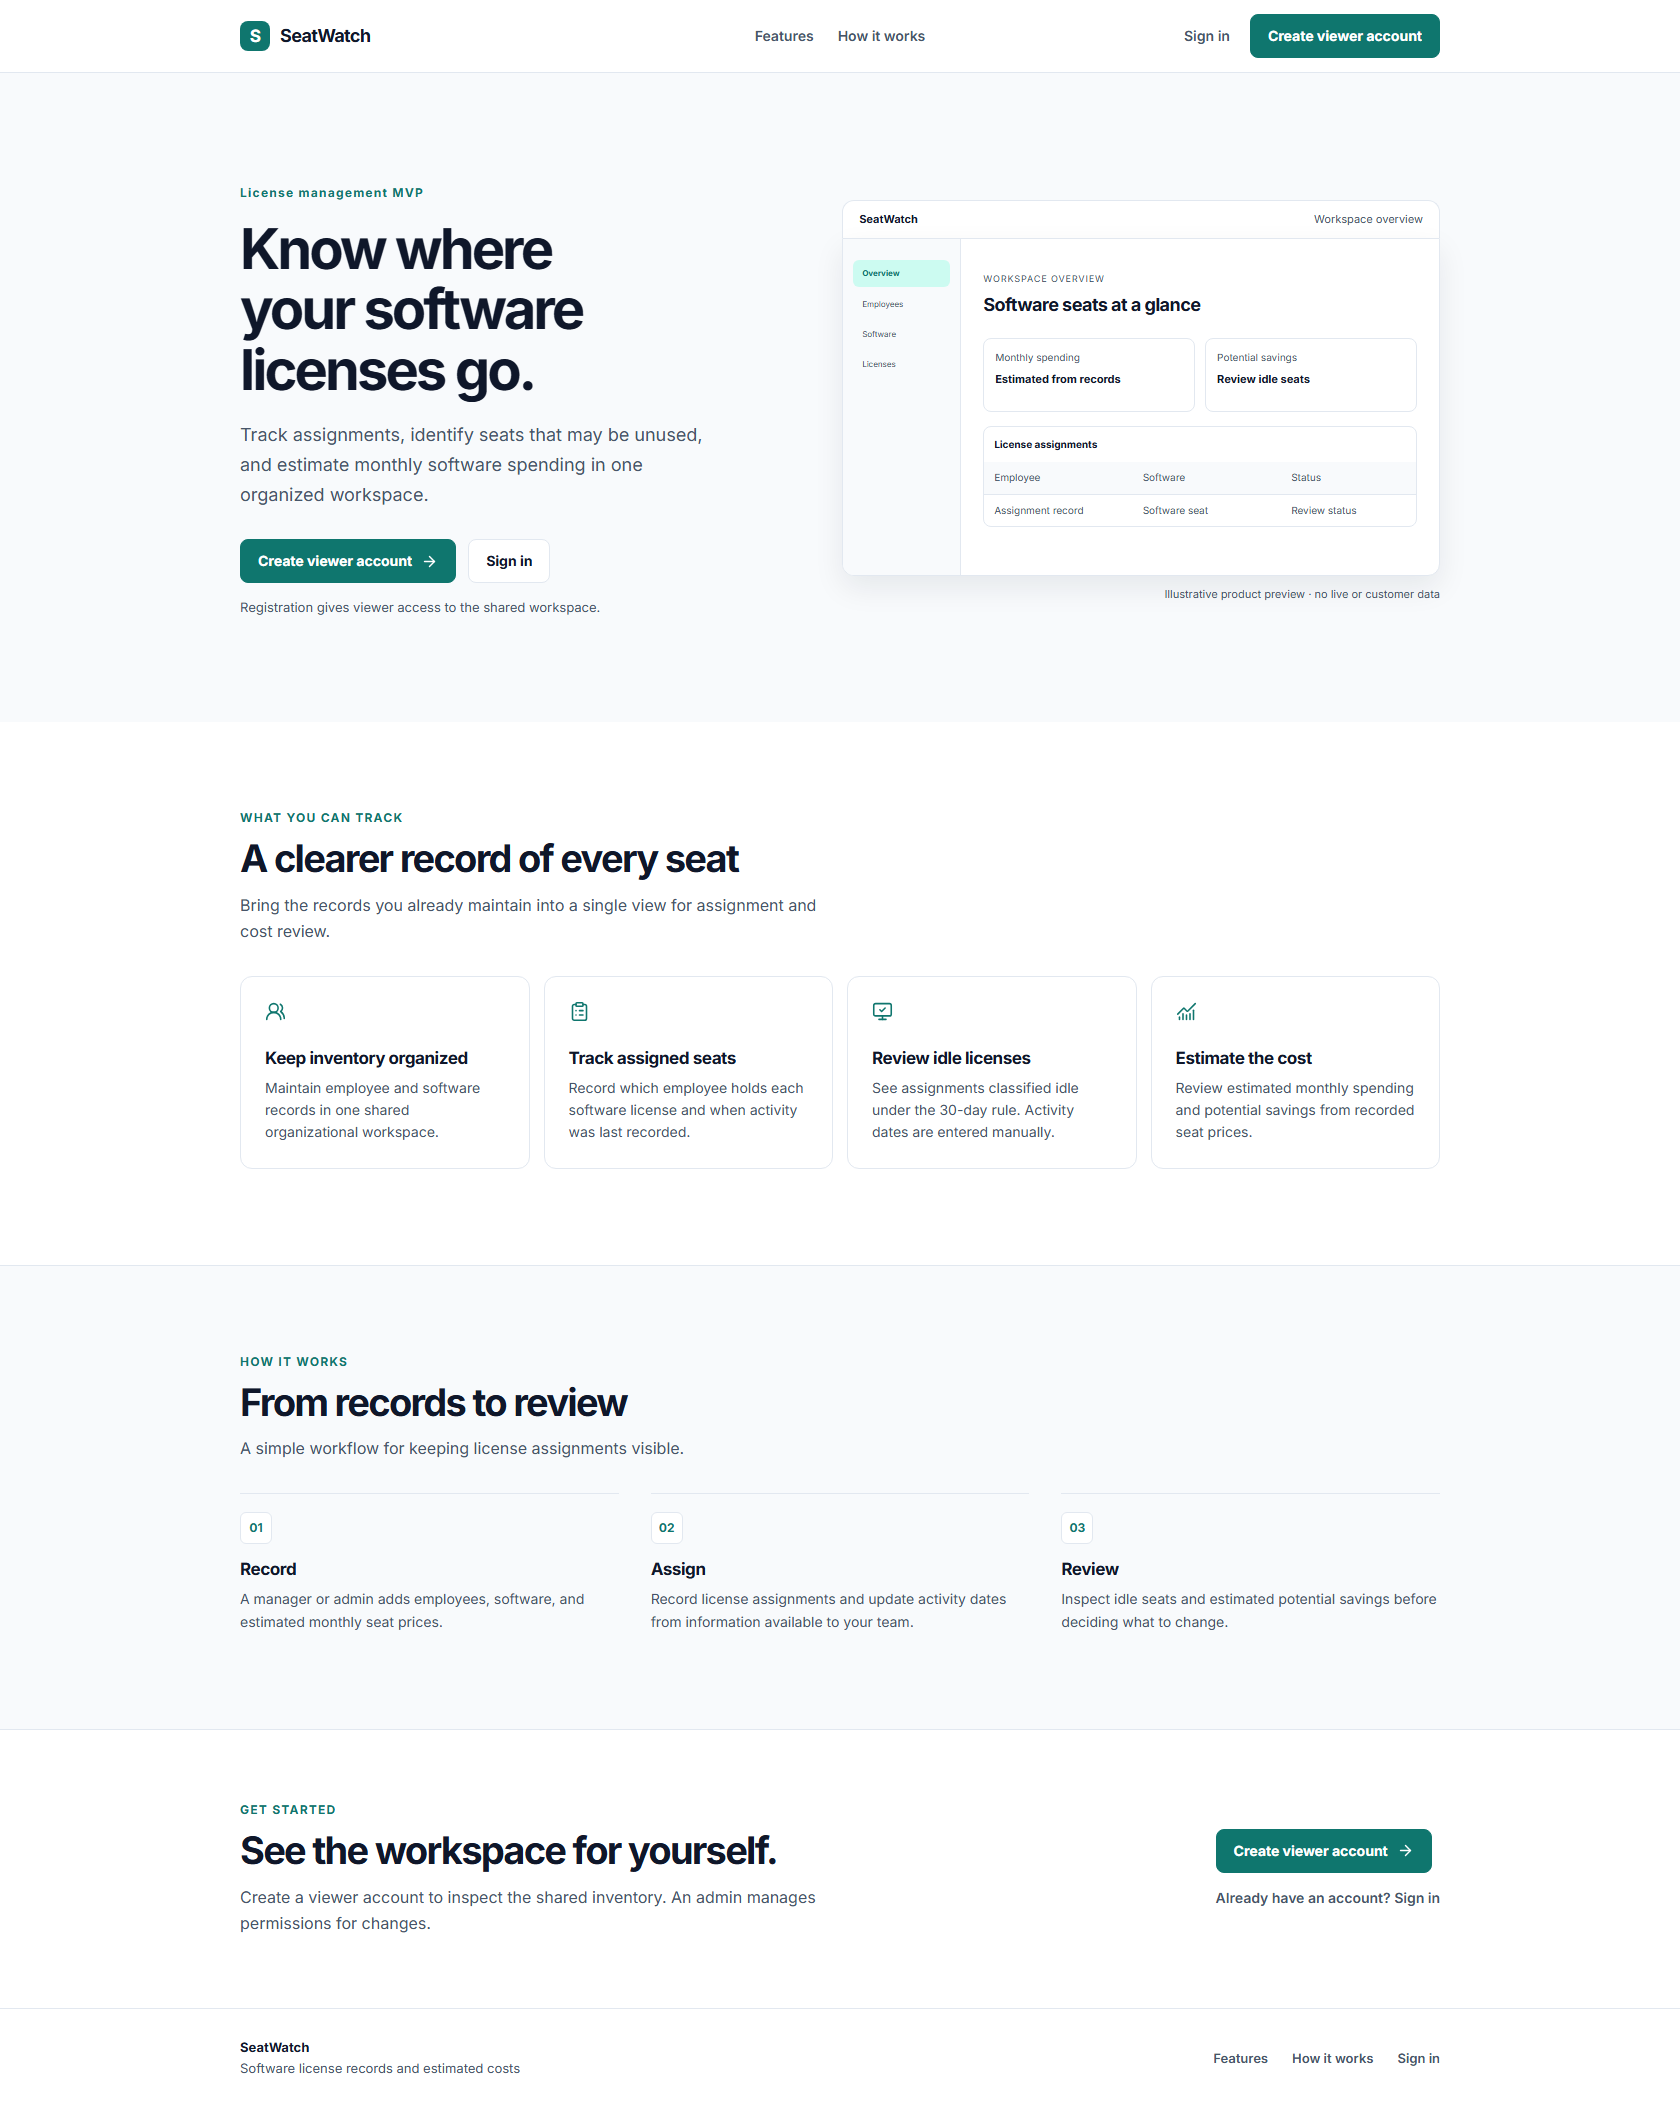 S SeatWatch
Features How it works
Sign in Create viewer account
License management MVP
Know where
your software
licenses go.
Track assignments, identify seats that may be unused,
and estimate monthly software spending in one
organized workspace.
Create viewer account → Sign in
Registration gives viewer access to the shared workspace.
SeatWatch Workspace overview
Overview
Employees
Software
Licenses
WORKSPACE OVERVIEW
Software seats at a glance
Monthly spending
Estimated from records
Potential savings
Review idle seats
License assignments
Employee Software Status
Assignment record Software seat Review status
Illustrative product preview · no live or customer data
WHAT YOU CAN TRACK
A clearer record of every seat
Bring the records you already maintain into a single view for assignment and
cost review.
Keep inventory organized
Maintain employee and software
records in one shared
organizational workspace.
Track assigned seats
Record which employee holds each
software license and when activity
was last recorded.
Review idle licenses
See assignments classified idle
under the 30-day rule. Activity
dates are entered manually.
Estimate the cost
Review estimated monthly spending
and potential savings from recorded
seat prices.
HOW IT WORKS
From records to review
A simple workflow for keeping license assignments visible.
01
Record
A manager or admin adds employees, software, and
estimated monthly seat prices.
02
Assign
Record license assignments and update activity dates
from information available to your team.
03
Review
Inspect idle seats and estimated potential savings before
deciding what to change.
GET STARTED
See the workspace for yourself.
Create a viewer account to inspect the shared inventory. An admin manages
permissions for changes.
Create viewer account →
Already have an account? Sign in
SeatWatch
Software license records and estimated costs
Features How it works Sign in